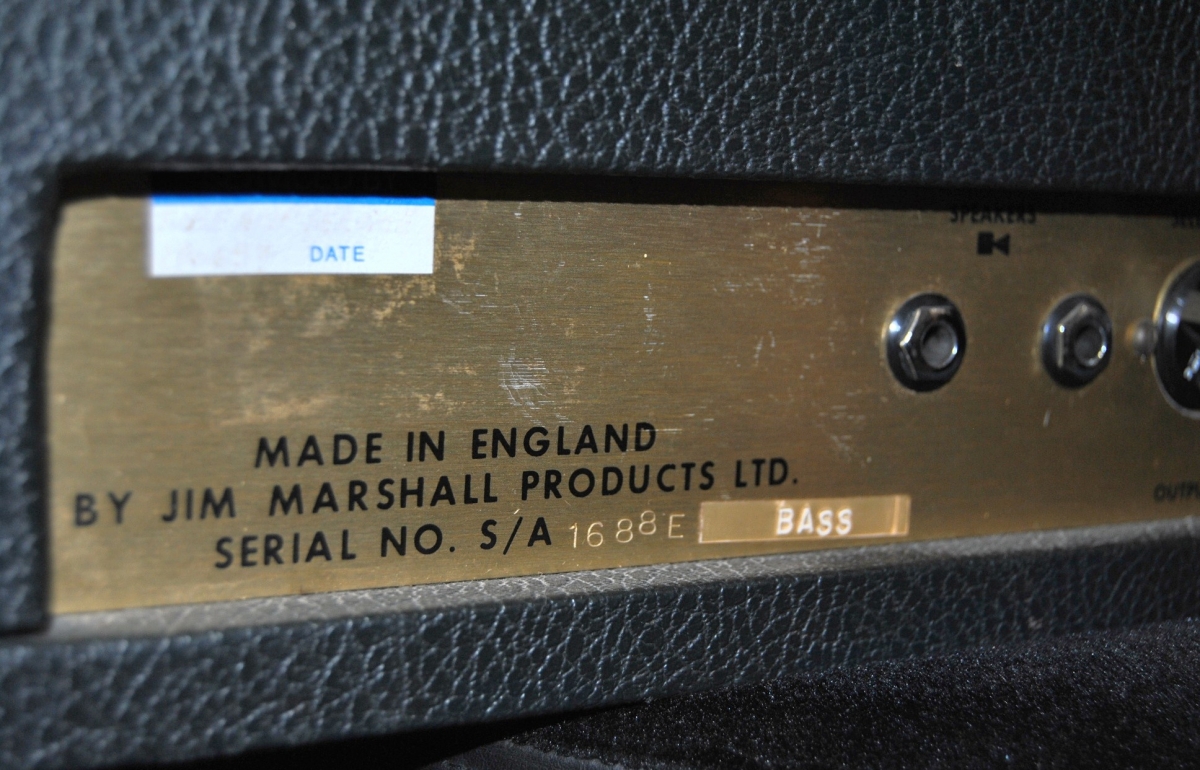 DATE
SPEAKERS
MADE IN ENGLAND
BY JIM MARSHALL PRODUCTS LTD.
SERIAL NO. S/A 1688E BASS